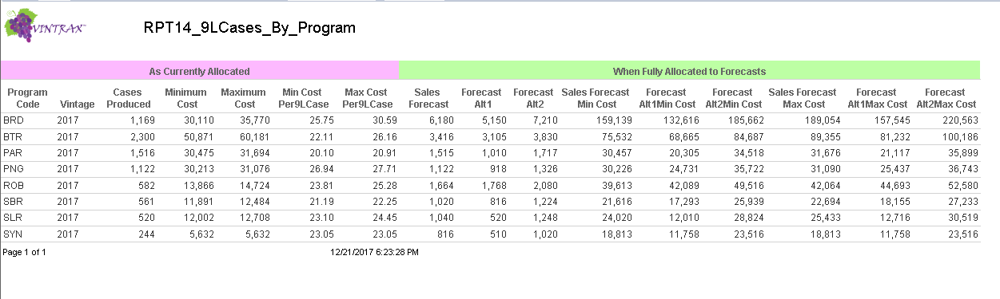 VINTRAX™
RPT14_9LCases_By_Program
As Currently Allocated When Fully Allocated to Forecasts
Program Cases Minimum Maximum Min Cost Max Cost Sales Forecast Forecast Sales Forecast Forecast Forecast Sales Forecast Forecast Forecast
Code Vintage Produced Cost Cost Per9LCase Per9LCase Forecast Alt1 Alt2 Min Cost Alt1Min Cost Alt2Min Cost Max Cost Alt1Max Cost Alt2Max Cost
BRD 2017 1,169 30,110 35,770 25.75 30.59 6,180 5,150 7,210 159,139 132,616 185,662 189,054 157,545 220,563
BTR 2017 2,300 50,871 60,181 22.11 26.16 3,416 3,105 3,830 75,532 68,665 84,687 89,355 81,232 100,186
PAR 2017 1,516 30,475 31,694 20.10 20.91 1,515 1,010 1,717 30,457 20,305 34,518 31,676 21,117 35,899
PNG 2017 1,122 30,213 31,076 26.94 27.71 1,122 918 1,326 30,226 24,731 35,722 31,090 25,437 36,743
ROB 2017 582 13,866 14,724 23.81 25.28 1,664 1,768 2,080 39,613 42,089 49,516 42,064 44,693 52,580
SBR 2017 561 11,891 12,484 21.19 22.25 1,020 816 1,224 21,616 17,293 25,939 22,694 18,155 27,233
SLR 2017 520 12,002 12,708 23.10 24.45 1,040 520 1,248 24,020 12,010 28,824 25,433 12,716 30,519
SYN 2017 244 5,632 5,632 23.05 23.05 816 510 1,020 18,813 11,758 23,516 18,813 11,758 23,516
Page 1 of 1 12/21/2017 6:23:28 PM